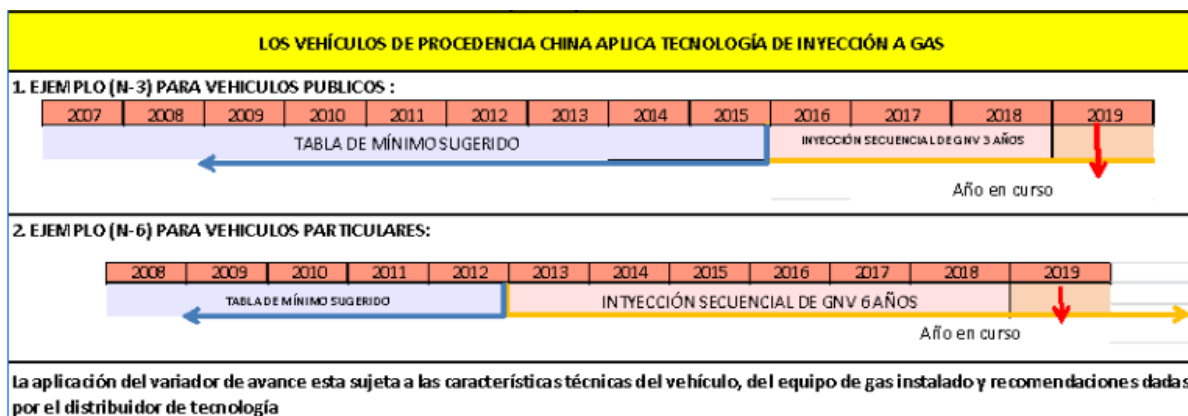 LOS VEHÍCULOS DE PROCEDENCIA CHINA APLICA TECNOLOGÍA DE INYECCIÓN A GAS
1. EJEMPLO (N-3) PARA VEHICULOS PUBLICOS :
2007 2008 2009 2010 2011 2012 2013 2014 2015 2016 2017 2018 2019
TABLA DE MÍNIMO SUGERIDO INYECCIÓN SECUENCIAL DE GNV 3 AÑOS
Año en curso
2. EJEMPLO (N-6) PARA VEHICULOS PARTICULARES:
2008 2009 2010 2011 2012 2013 2014 2015 2016 2017 2018 2019
TABLA DE MÍNIMO SUGERIDO INTYECCIÓN SECUENCIAL DE GNV 6 AÑOS
Año en curso
La aplicación del variador de avance esta sujeta a las características técnicas del vehículo, del equipo de gas instalado y recomendaciones dadas
por el distribuidor de tecnología